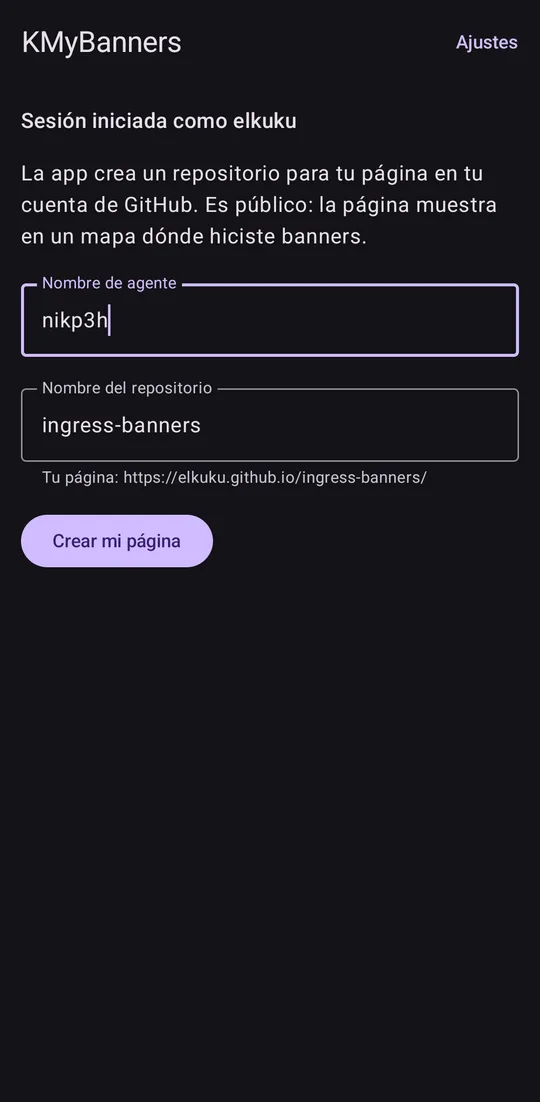 KMyBanners
Ajustes
Sesión iniciada como elkuku
La app crea un repositorio para tu página en tu
cuenta de GitHub. Es público: la página muestra
en un mapa dónde hiciste banners.
Nombre de agente
nikp3h
Nombre del repositorio
ingress-banners
Tu página: https://elkuku.github.io/ingress-banners/
Crear mi página